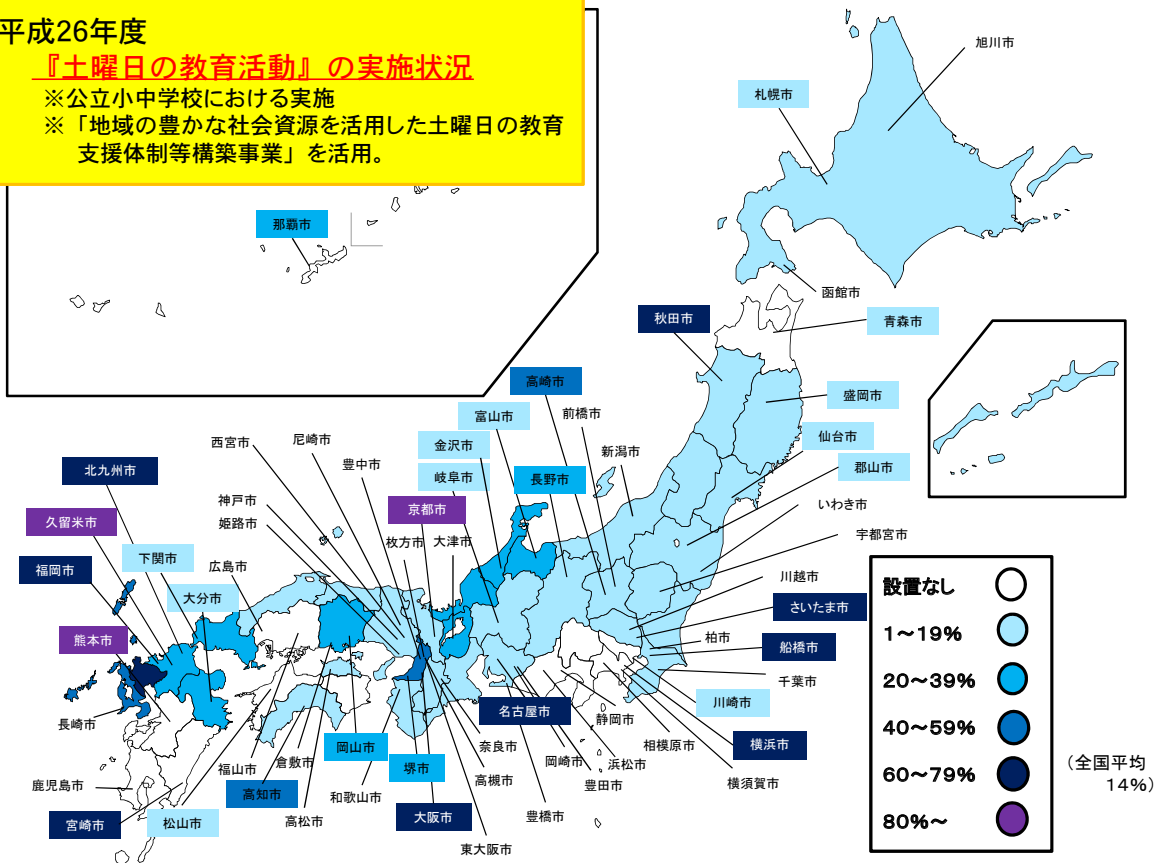 平成26年度
『土曜日の教育活動』の実施状況
※公立小中学校における実施
※「地域の豊かな社会資源を活用した土曜日の教育
支援体制等構築事業」を活用。
旭川市
札幌市
那覇市
函館市
秋田市
青森市
高崎市
盛岡市
富山市
前橋市
仙台市
西宮市
尼崎市
金沢市
豊中市
新潟市
郡山市
北九州市
岐阜市
長野市
神戸市
京都市
いわき市
久留米市
姫路市
枚方市
大津市
宇都宮市
下関市
広島市
福岡市
川越市
設置なし
大分市
さいたま市
1～19%
熊本市
柏市
船橋市
20～39%
千葉市
長崎市
名古屋市
川崎市
静岡市
40～59%
岡山市
奈良市
相模原市
横浜市
倉敷市
堺市
岡崎市
浜松市
(全国平均
14%)
福山市
高槻市
60～79%
鹿児島市
高知市
和歌山市
豊田市
横須賀市
宮崎市
松山市
高松市
大阪市
豊橋市
80%～
東大阪市